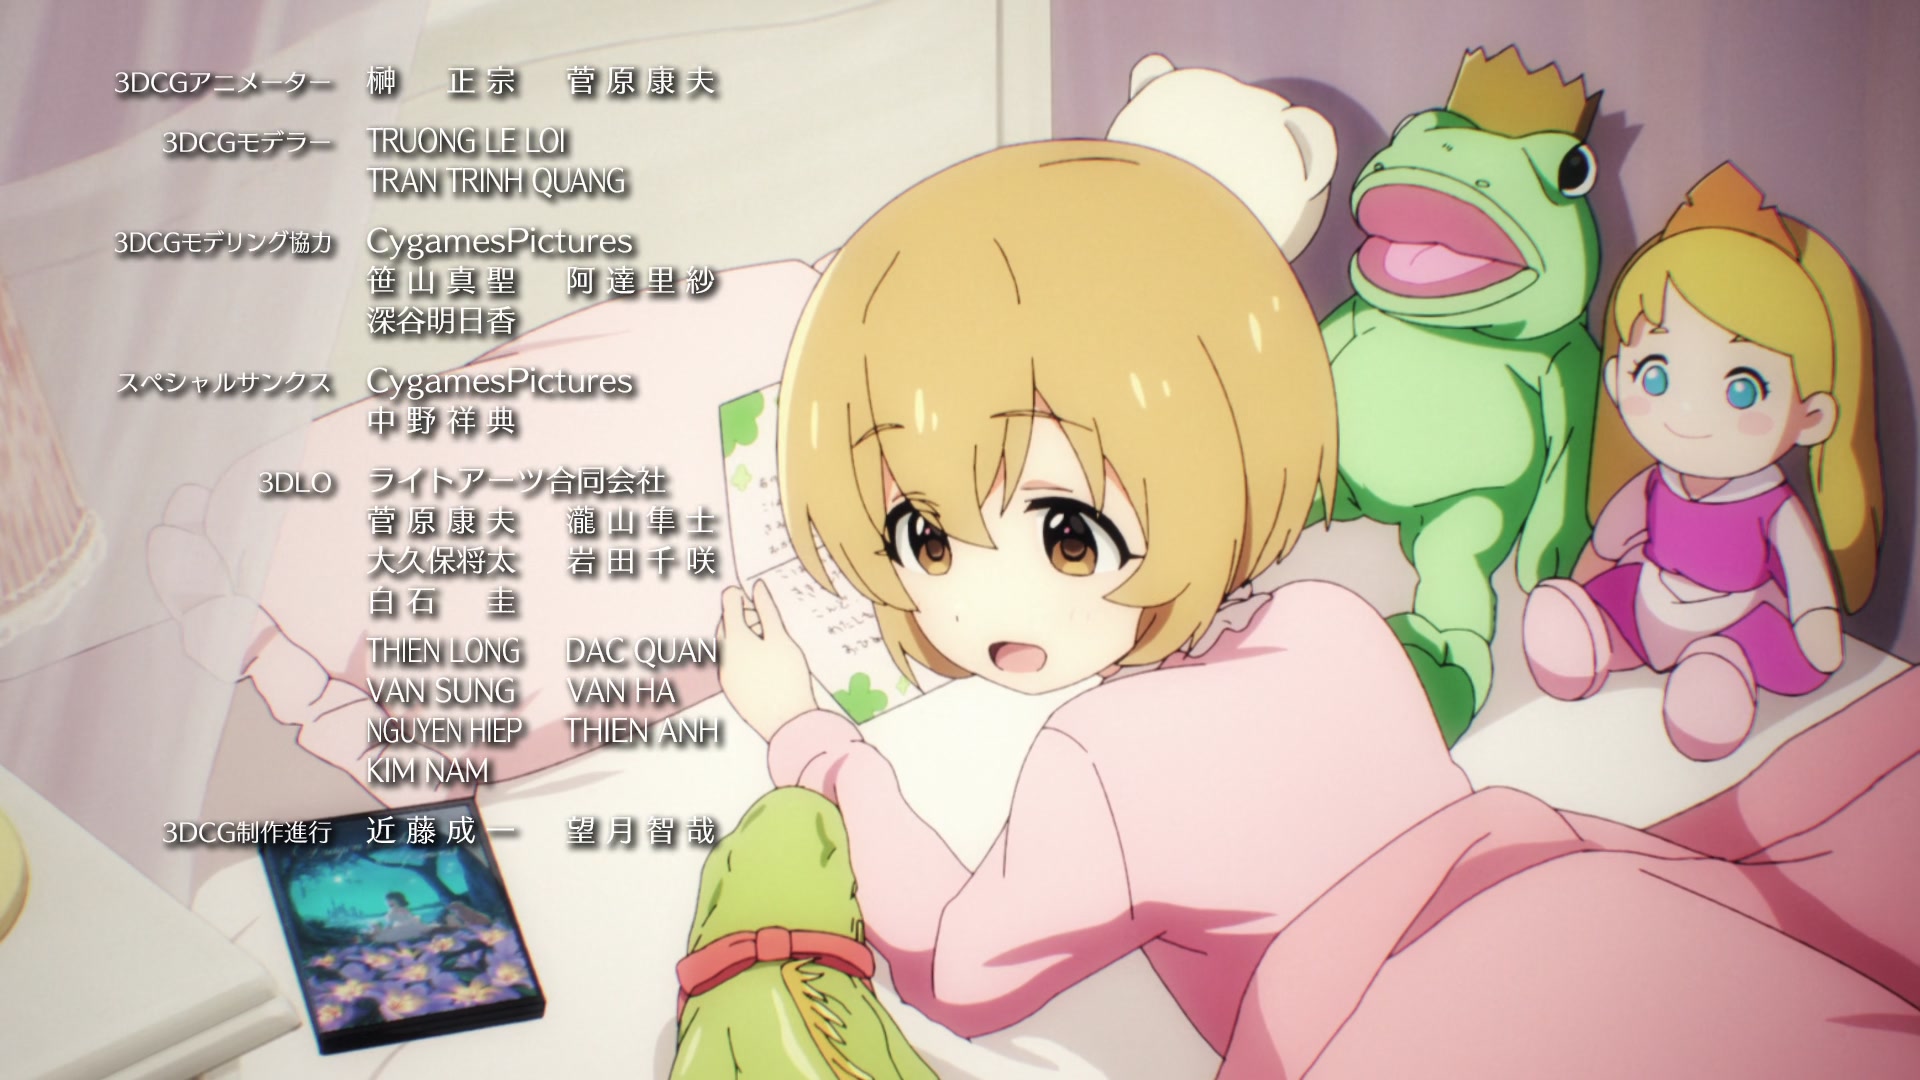 3DCGアニメーター 榊 正宗 菅原康夫
3DCGモデラー TRUONG LE LOI
TRAN TRINH QUANG
3DCGモデリング協力 CygamesPictures
笹山真聖 阿達里紗
深谷明日香
スペシャルサンクス CygamesPictures
中野祥典
3DLO ライトアーツ合同会社
菅原康夫 瀧山隼士
大久保将太 岩田千咲
白石 圭
THIEN LONG DAC QUAN
VAN SUNG VAN HA
NGUYEN HIEP THIEN ANH
KIM NAM
3DCG制作進行 近藤成一 望月智哉